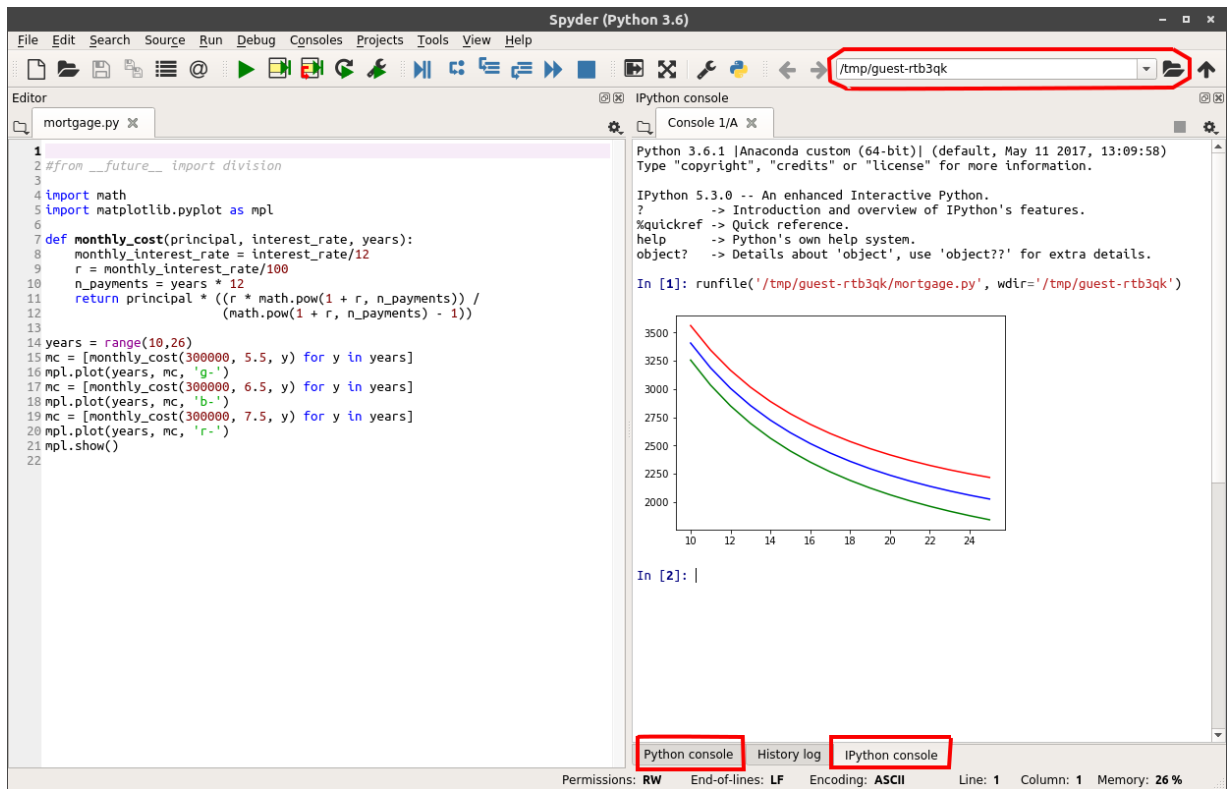 Spyder (Python 3.6)
File Edit Search Source Run Debug Consoles Projects Tools View Help
/tmp/guest-rtb3qk
Editor
mortgage.py
1
2 #from __future__ import division
3
4 import math
5 import matplotlib.pyplot as mpl
6
7 def monthly_cost(principal, interest_rate, years):
8     monthly_interest_rate = interest_rate/12
9     r = monthly_interest_rate/100
10     n_payments = years * 12
11     return principal * ((r * math.pow(1 + r, n_payments)) /
12                         (math.pow(1 + r, n_payments) - 1))
13
14 years = range(10,26)
15 mc = [monthly_cost(300000, 5.5, y) for y in years]
16 mpl.plot(years, mc, 'g-')
17 mc = [monthly_cost(300000, 6.5, y) for y in years]
18 mpl.plot(years, mc, 'b-')
19 mc = [monthly_cost(300000, 7.5, y) for y in years]
20 mpl.plot(years, mc, 'r-')
21 mpl.show()
22
IPython console
Console 1/A
Python 3.6.1 |Anaconda custom (64-bit)| (default, May 11 2017, 13:09:58)
Type "copyright", "credits" or "license" for more information.
IPython 5.3.0 -- An enhanced Interactive Python.
?         -> Introduction and overview of IPython's features.
%quickref -> Quick reference.
help      -> Python's own help system.
object?   -> Details about 'object', use 'object??' for extra details.
In [1]: runfile('/tmp/guest-rtb3qk/mortgage.py', wdir='/tmp/guest-rtb3qk')
3500
3250
3000
2750
2500
2250
2000
10 12 14 16 18 20 22 24
In [2]:
Python console History log IPython console
Permissions: RW End-of-lines: LF Encoding: ASCII Line: 1 Column: 1 Memory: 26 %